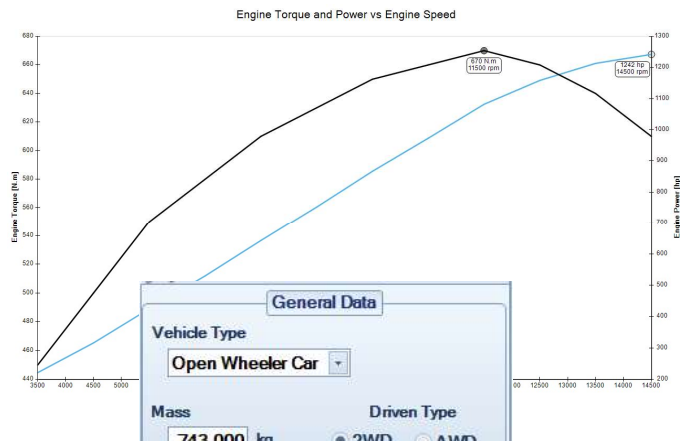 Engine Torque and Power vs Engine Speed
680
660
640
620
600
580
560
540
520
500
480
460
440
Engine Torque [N.m]
1300
1200
1100
1000
900
800
700
600
500
400
300
200
Engine Power [hp]
670 N.m
11500 rpm
1242 hp
14500 rpm
3500 4000 4500 5000 00 12500 13000 13500 14000 14500
General Data
Vehicle Type
Open Wheeler Car
Mass Driven Type
743.000 kg 2WD AWD